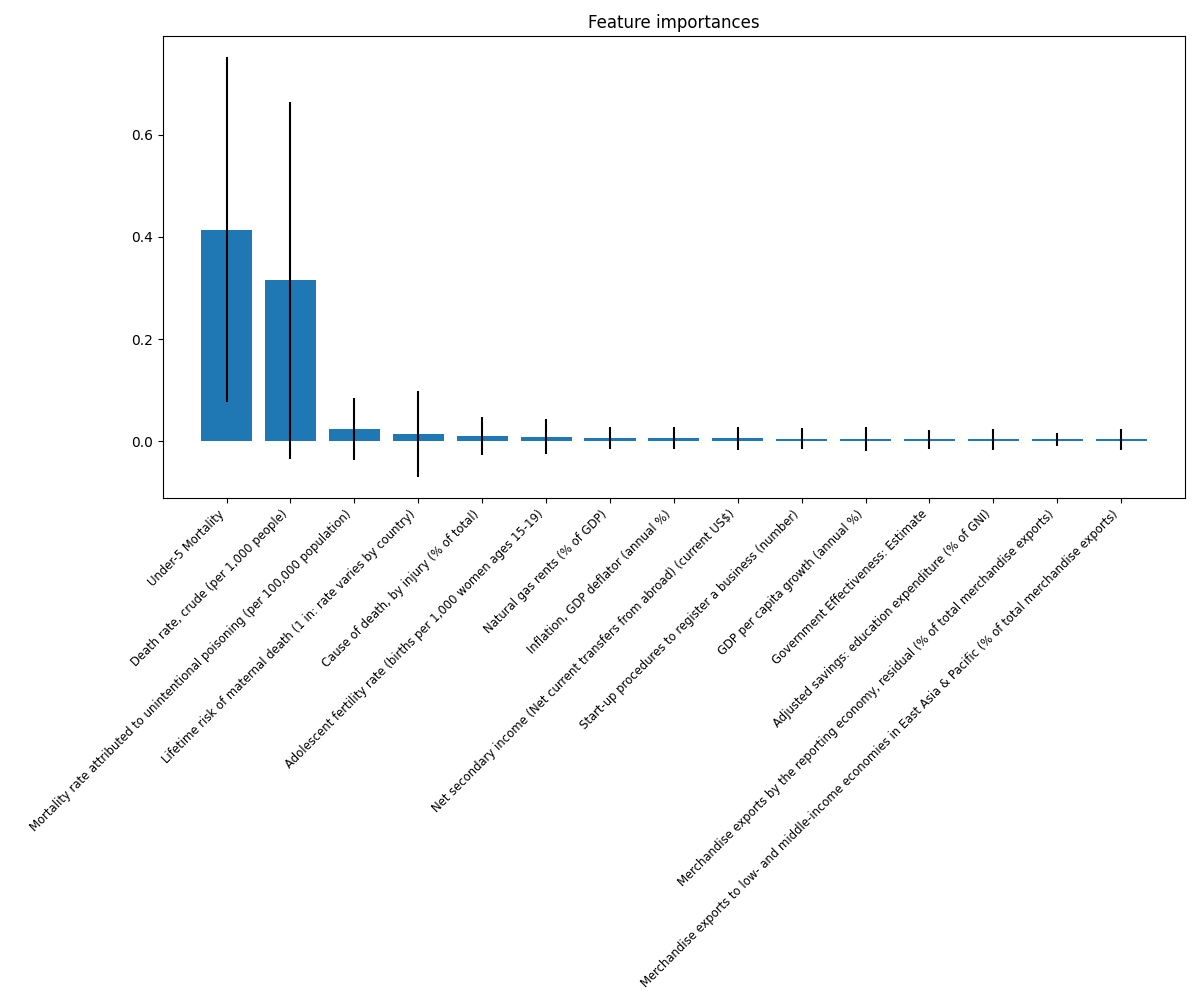 Feature importances
0.6
0.4
0.2
0.0
Under-5 Mortality
Death rate, crude (per 1,000 people)
Mortality rate attributed to unintentional poisoning (per 100,000 population)
Lifetime risk of maternal death (1 in: rate varies by country)
Cause of death, by injury (% of total)
Adolescent fertility rate (births per 1,000 women ages 15-19)
Natural gas rents (% of GDP)
Inflation, GDP deflator (annual %)
Net secondary income (Net current transfers from abroad) (current US$)
Start-up procedures to register a business (number)
GDP per capita growth (annual %)
Government Effectiveness: Estimate
Adjusted savings: education expenditure (% of GNI)
Merchandise exports by the reporting economy, residual (% of total merchandise exports)
Merchandise exports to low- and middle-income economies in East Asia & Pacific (% of total merchandise exports)